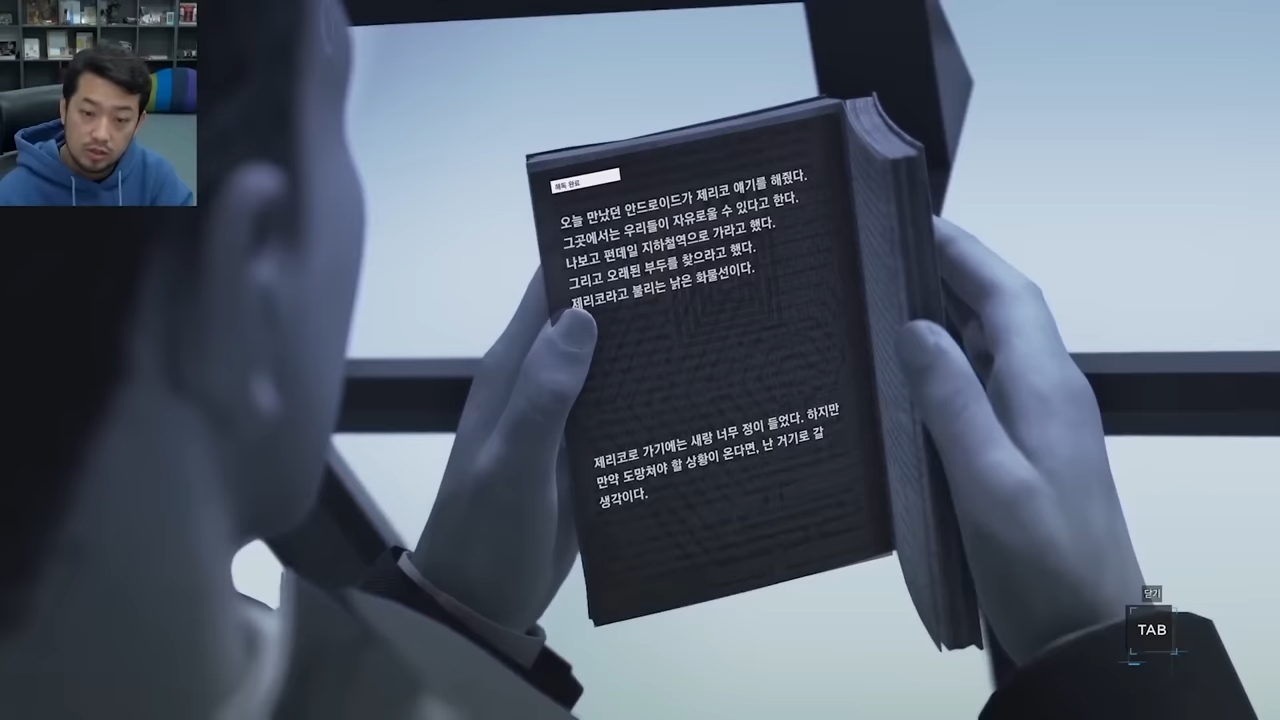 해독 완료
오늘 만났던 안드로이드가 제리코 얘기를 해줬다.
그곳에서는 우리들이 자유로울 수 있다고 한다.
나보고 펀데일 지하철역으로 가라고 했다.
그리고 오래된 부두를 찾으라고 했다.
제리코라고 불리는 낡은 화물선이다.
제리코로 가기에는 새랑 너무 정이 들었다. 하지만
만약 도망쳐야 할 상황이 온다면, 난 거기로 갈
생각이다.
닫기
TAB